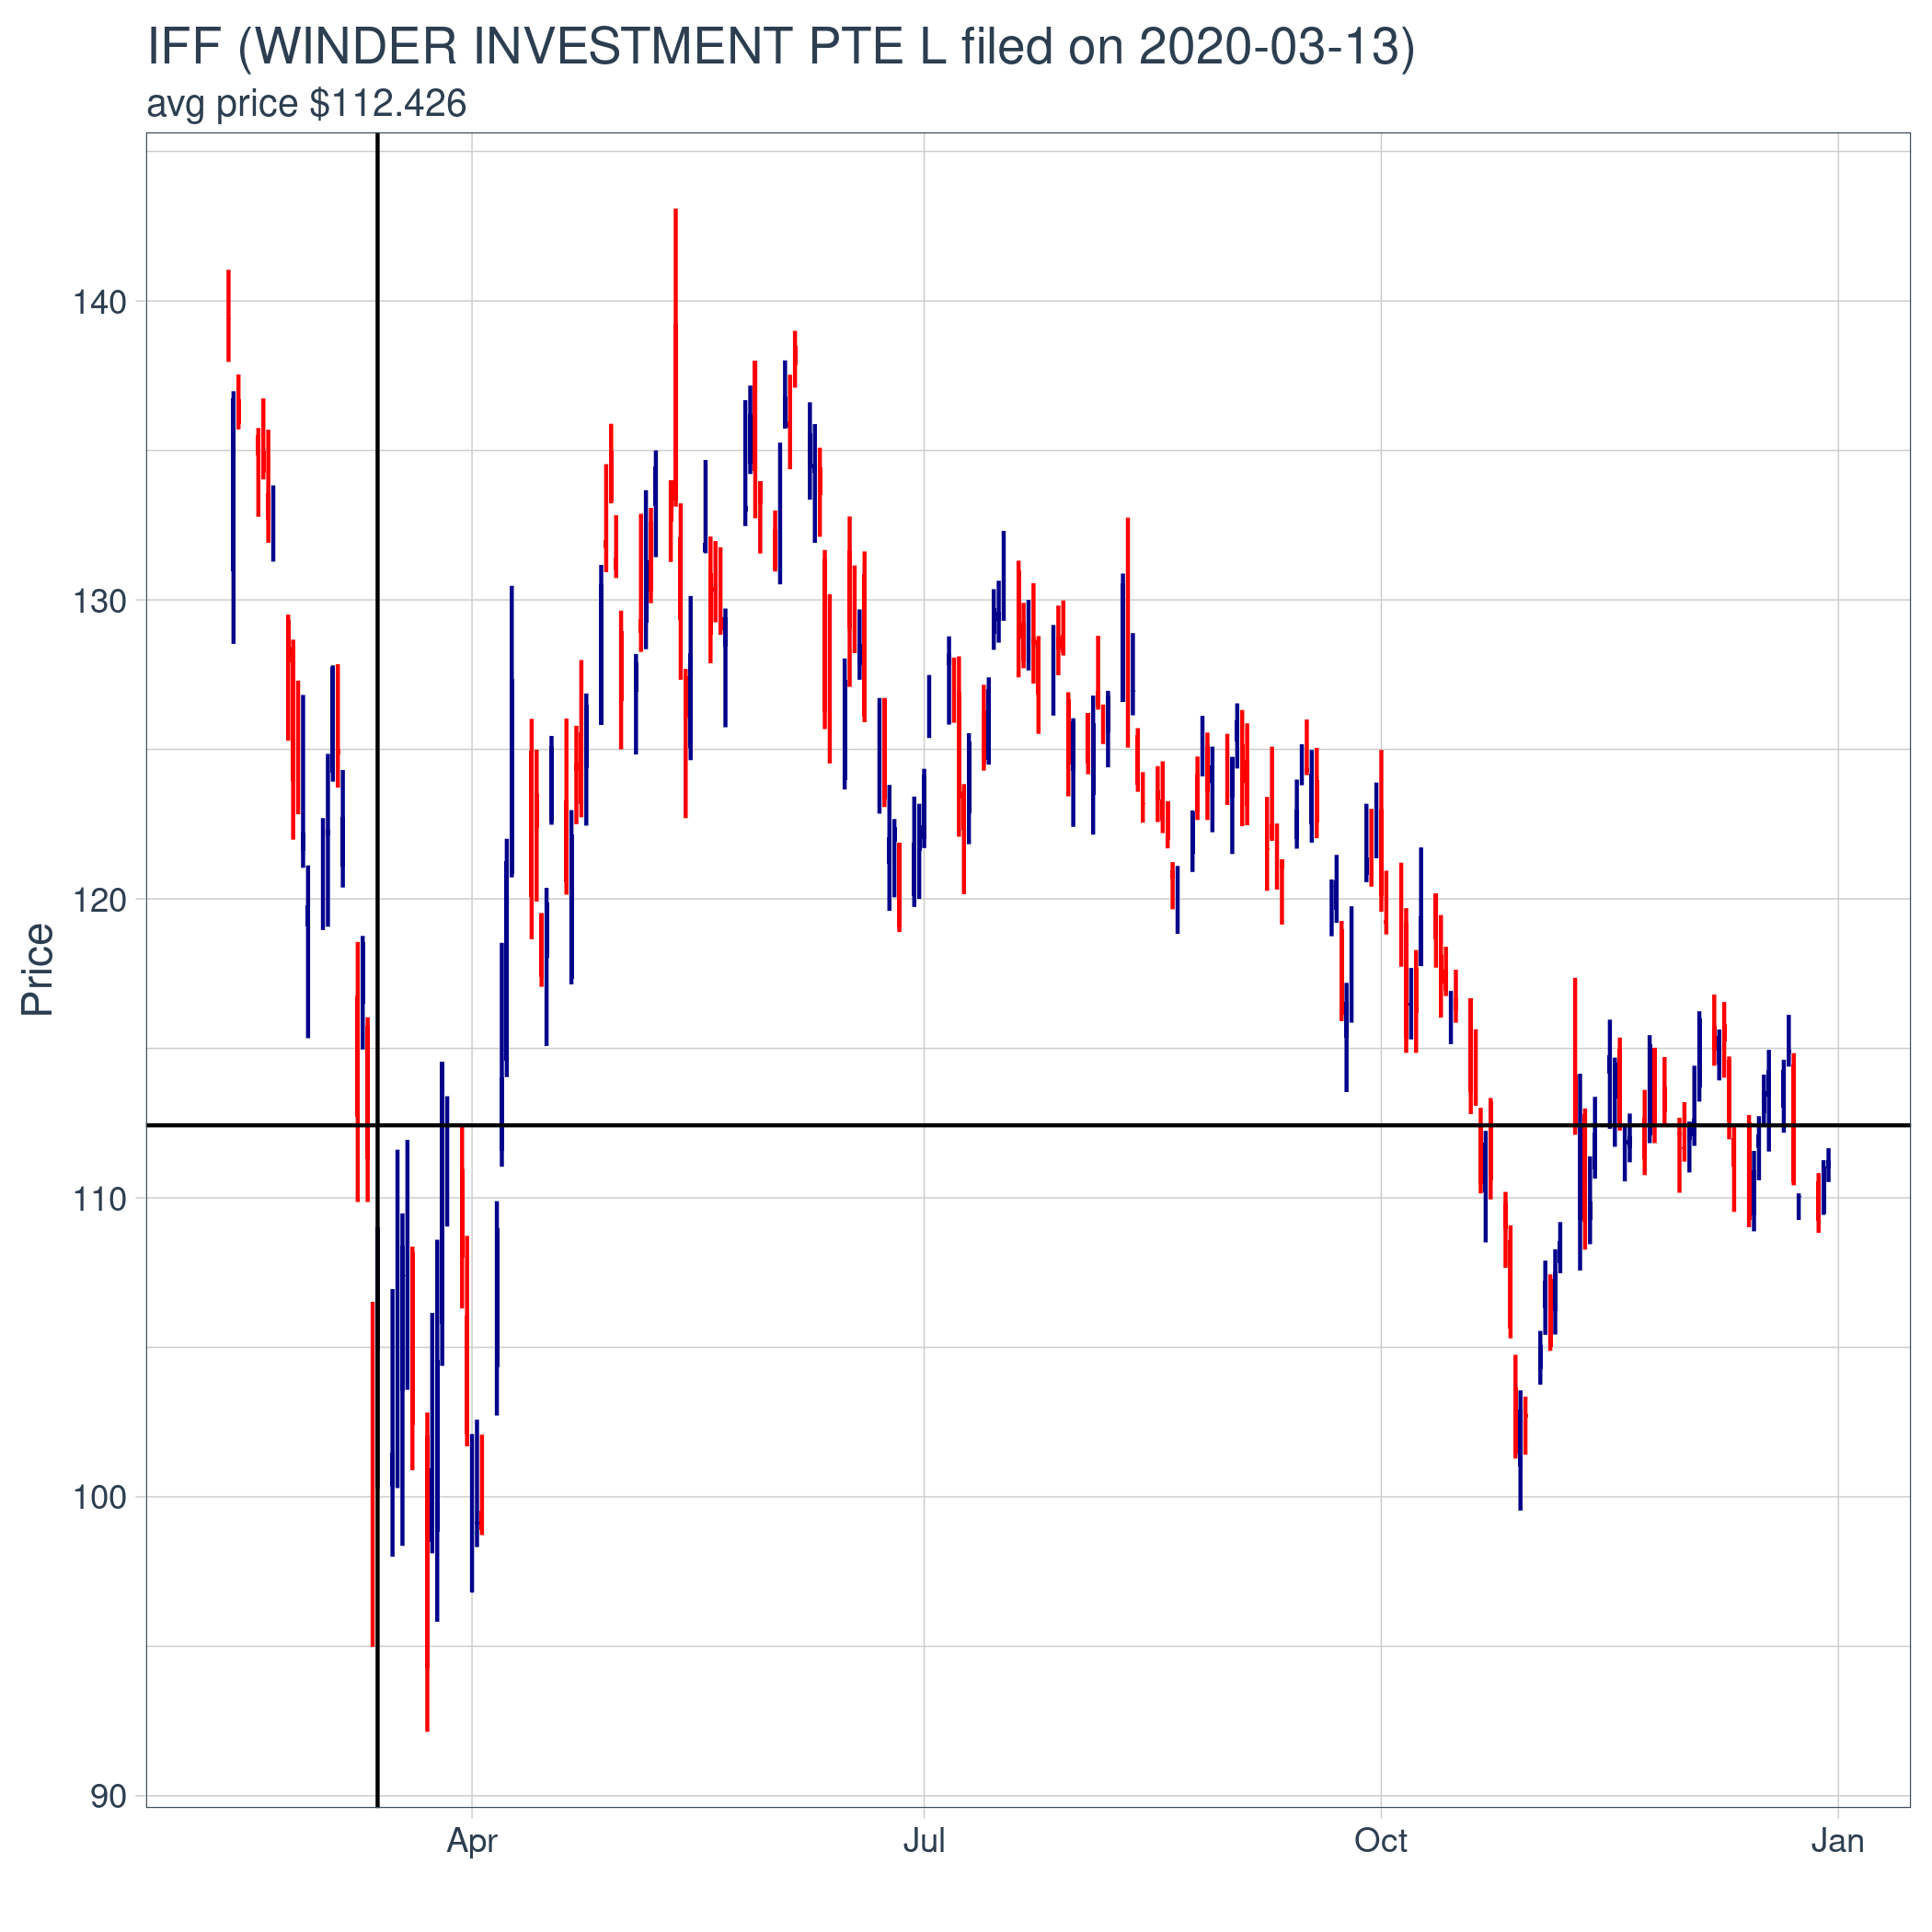 IFF (WINDER INVESTMENT PTE L filed on 2020-03-13)
avg price $112.426
140
130
120
110
100
90
Price
Apr Jul Oct Jan